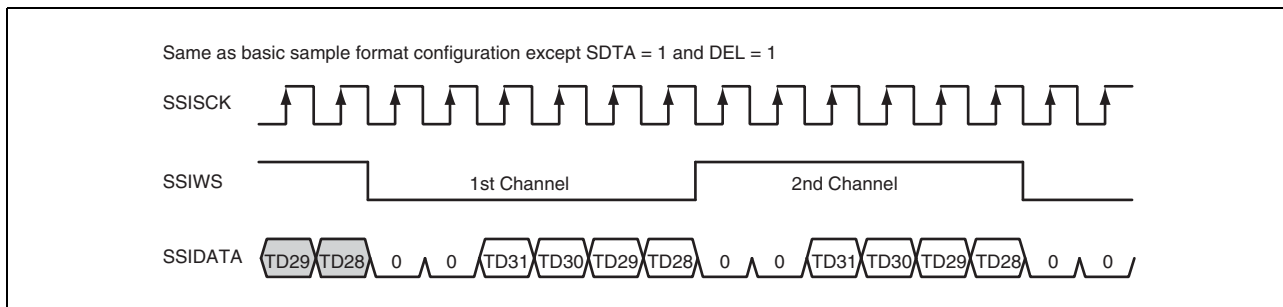 Same as basic sample format configuration except SDTA = 1 and DEL = 1
SSISCK
SSIWS 1st Channel 2nd Channel
SSIDATA TD29 TD28 0 0 TD31 TD30 TD29 TD28 0 0 TD31 TD30 TD29 TD28 0 0